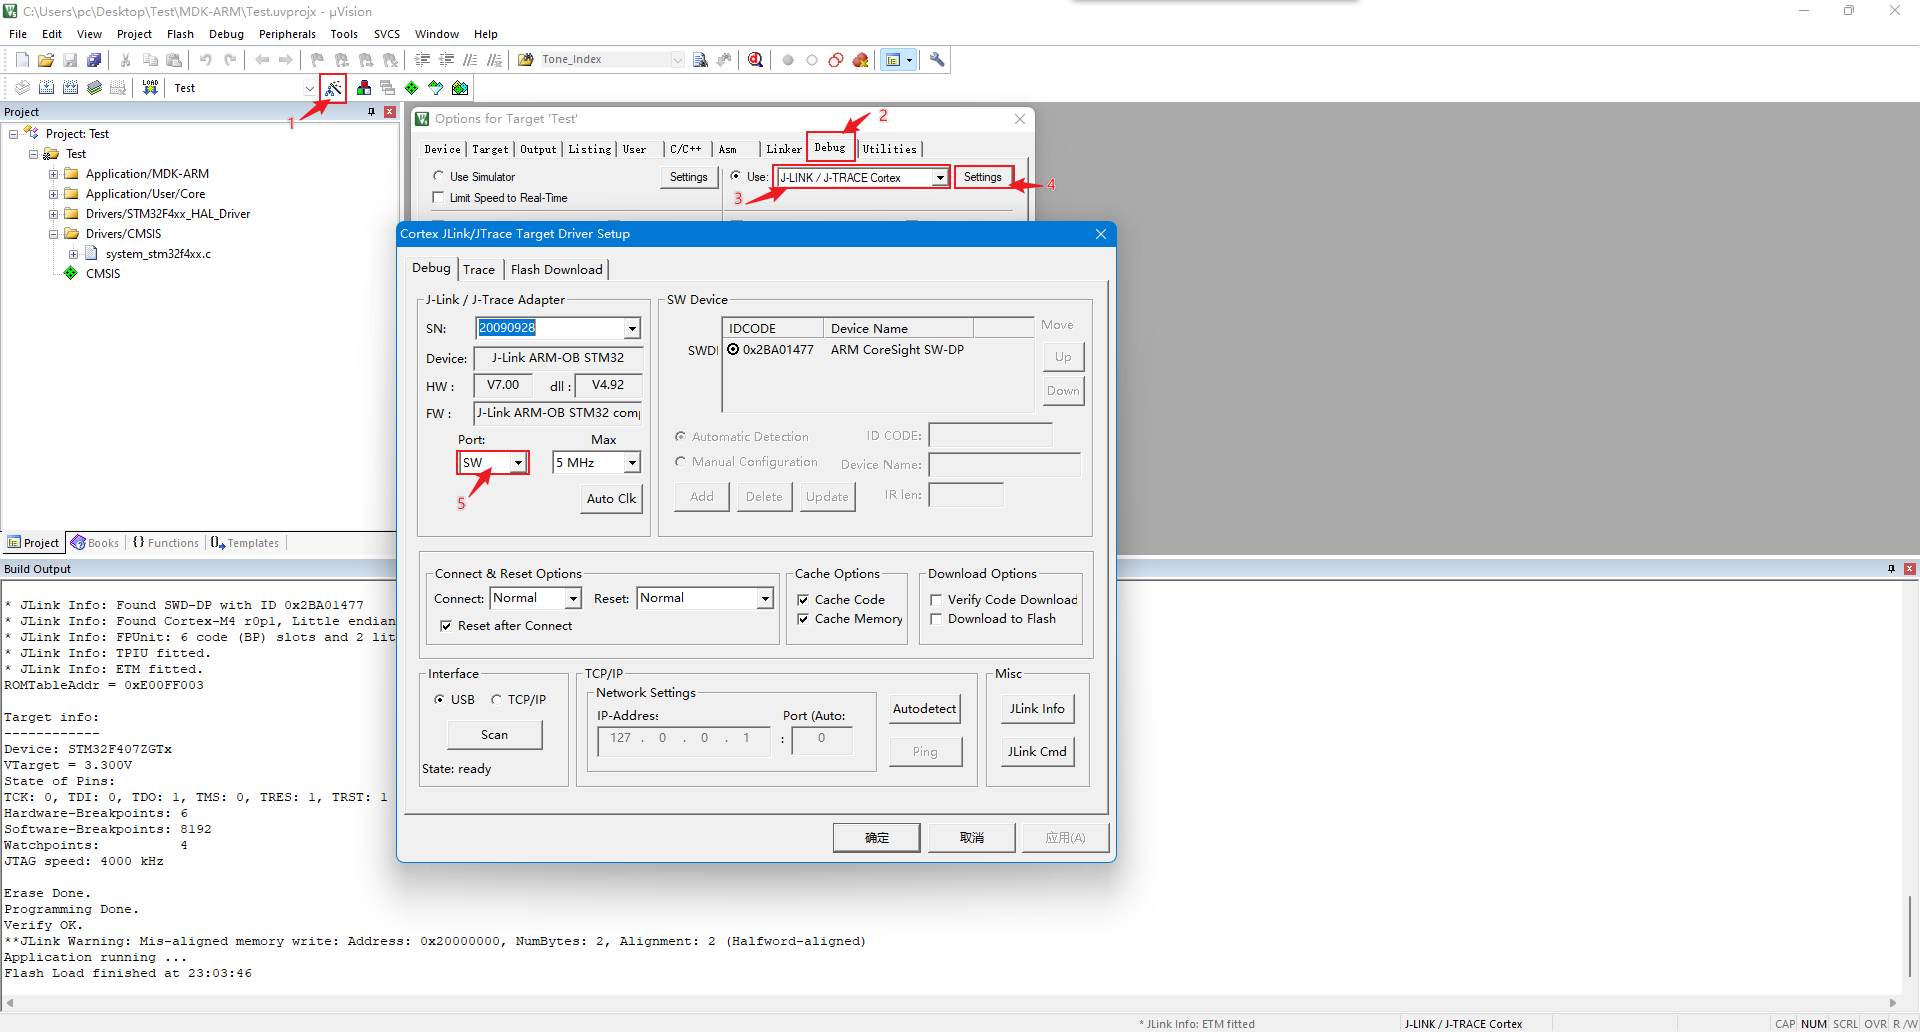 C:\Users\pc\Desktop\Test\MDK-ARM\Test.uvprojx - µVision
File Edit View Project Flash Debug Peripherals Tools SVCS Window Help
Tone_Index
LOAD Test
1
Project
Project: Test
Test
Application/MDK-ARM
Application/User/Core
Drivers/STM32F4xx_HAL_Driver
Drivers/CMSIS
system_stm32f4xx.c
CMSIS
Project Books Functions Templates
Options for Target 'Test'
2
Device Target Output Listing User C/C++ Asm Linker Debug Utilities
Use Simulator Settings Use: J-LINK / J-TRACE Cortex Settings
3
4
Limit Speed to Real-Time
Cortex JLink/JTrace Target Driver Setup
Debug Trace Flash Download
J-Link / J-Trace Adapter
SN: 20090928
Device: J-Link ARM-OB STM32
HW : V7.00 dll : V4.92
FW : J-Link ARM-OB STM32 com
Port: Max
SW 5 MHz
5
Auto Clk
SW Device
IDCODE Device Name
SWDI 0x2BA01477 ARM CoreSight SW-DP
Move
Up
Down
Automatic Detection ID CODE:
Manual Configuration Device Name:
Add Delete Update IR len:
Connect & Reset Options
Connect: Normal Reset: Normal
Reset after Connect
Cache Options
Cache Code
Cache Memory
Download Options
Verify Code Download
Download to Flash
Interface
USB TCP/IP
Scan
State: ready
TCP/IP
Network Settings
IP-Address: Port (Auto:
127 . 0 . 0 . 1 : 0
Autodetect
Ping
Misc
JLink Info
JLink Cmd
确定 取消 应用(A)
Build Output
* JLink Info: Found SWD-DP with ID 0x2BA01477
* JLink Info: Found Cortex-M4 r0p1, Little endian
* JLink Info: FPUnit: 6 code (BP) slots and 2 lit
* JLink Info: TPIU fitted.
* JLink Info: ETM fitted.
ROMTableAddr = 0xE00FF003
Target info:
------------
Device: STM32F407ZGTx
VTarget = 3.300V
State of Pins:
TCK: 0, TDI: 0, TDO: 1, TMS: 0, TRES: 1, TRST: 1
Hardware-Breakpoints: 6
Software-Breakpoints: 8192
Watchpoints: 4
JTAG speed: 4000 kHz
Erase Done.
Programming Done.
Verify OK.
**JLink Warning: Mis-aligned memory write: Address: 0x20000000, NumBytes: 2, Alignment: 2 (Halfword-aligned)
Application running ...
Flash Load finished at 23:03:46
* JLink Info: ETM fitted J-LINK / J-TRACE Cortex CAP NUM SCRL OVR R /W